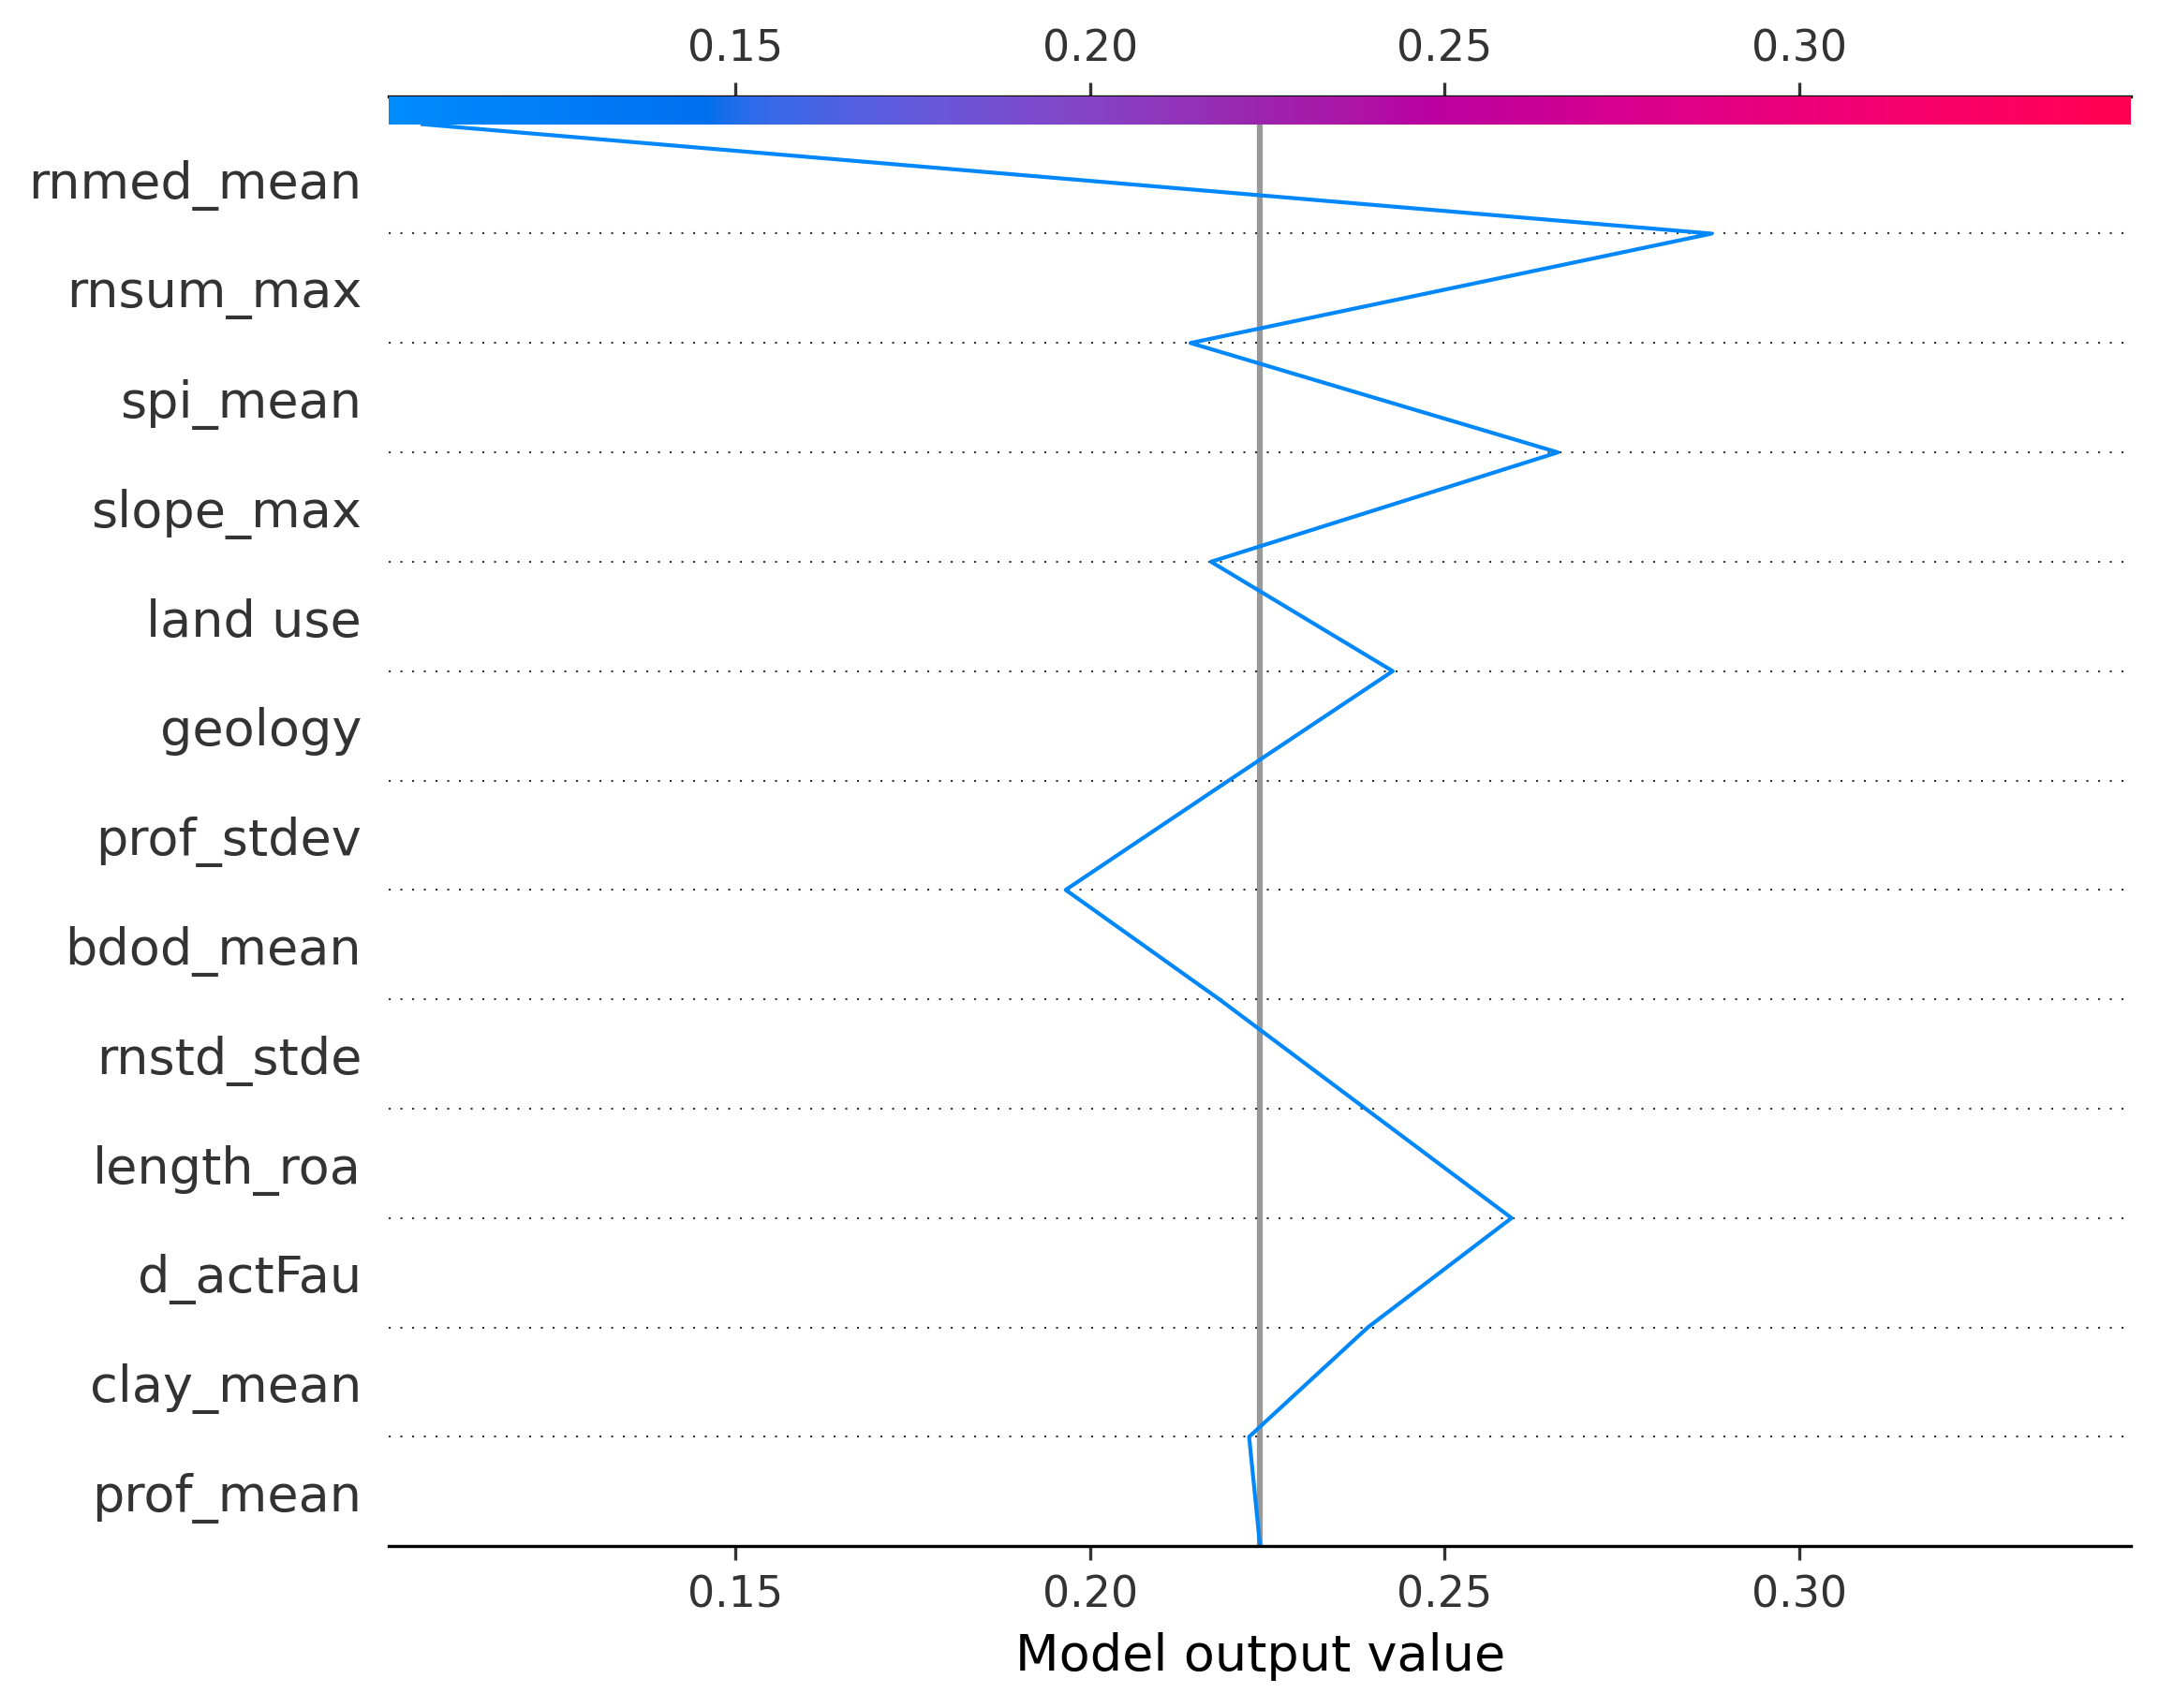 0.15 0.20 0.25 0.30
rnmed_mean
rnsum_max
spi_mean
slope_max
land use
geology
prof_stdev
bdod_mean
rnstd_stde
length_roa
d_actFau
clay_mean
prof_mean
0.15 0.20 0.25 0.30
Model output value